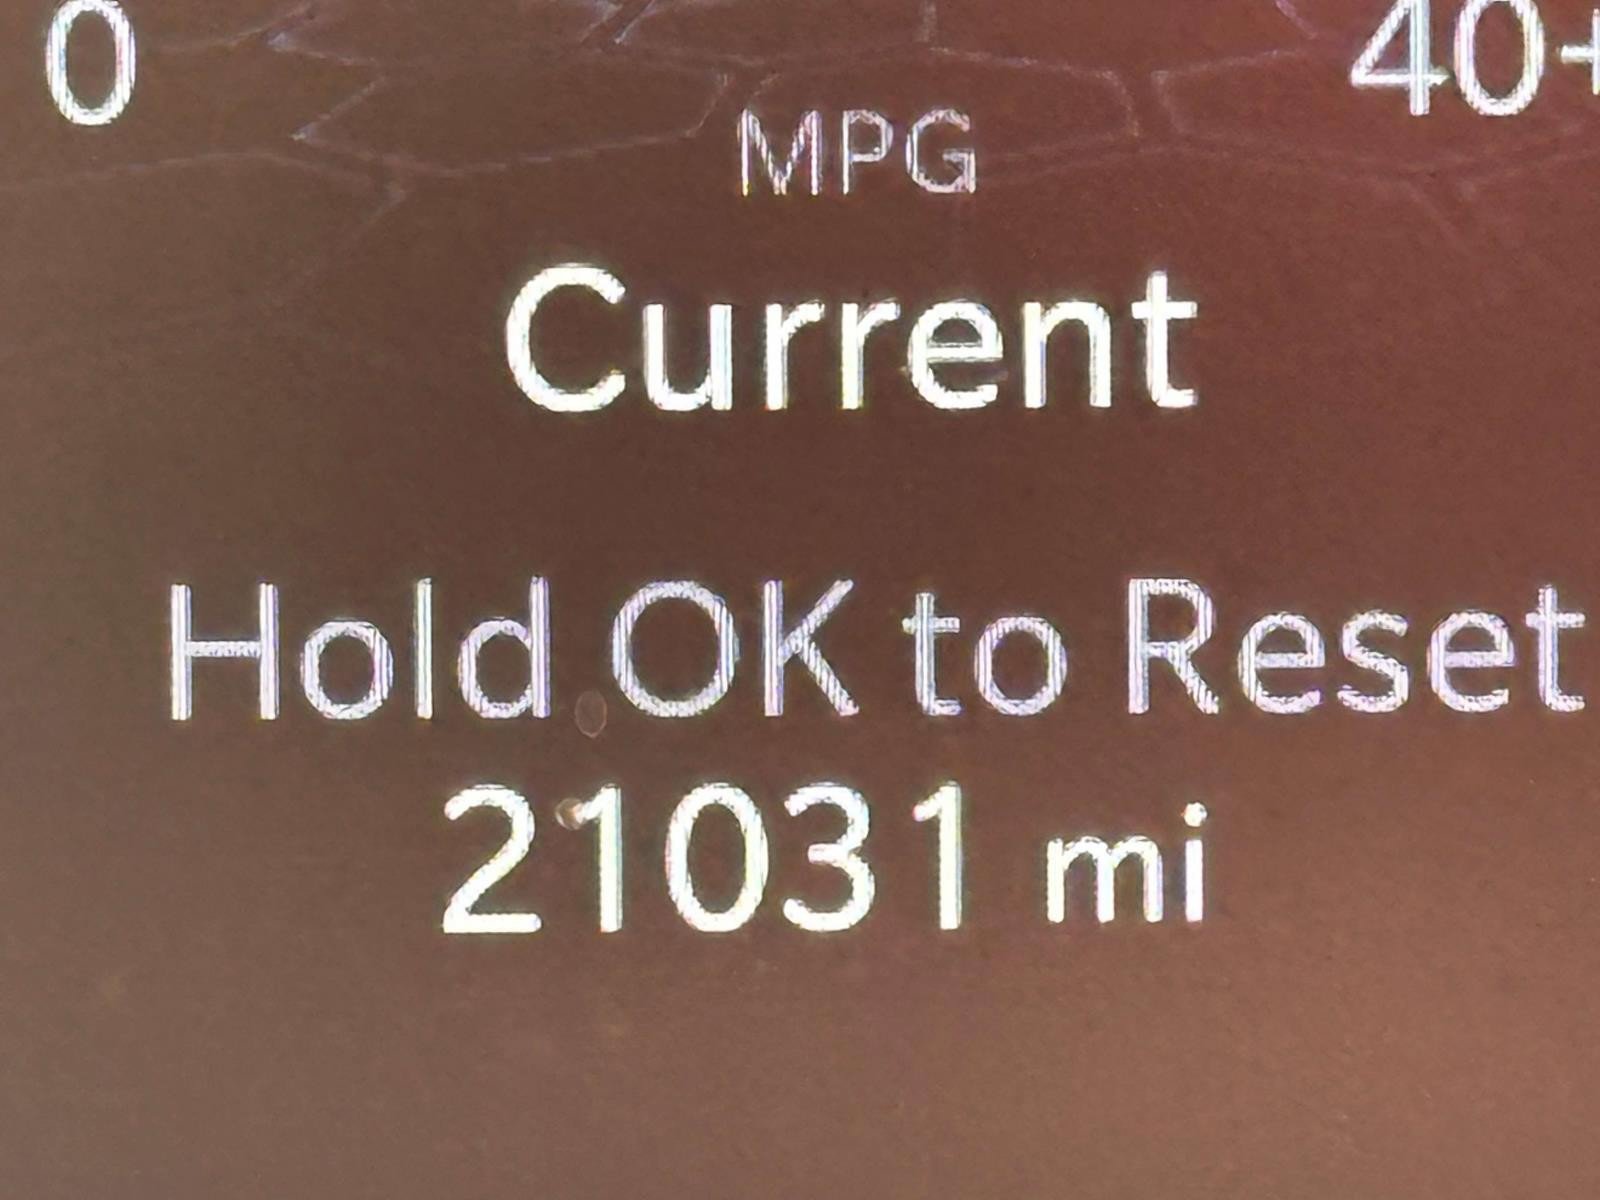 0 40+
MPG
Current
Hold OK to Reset
21031 mi